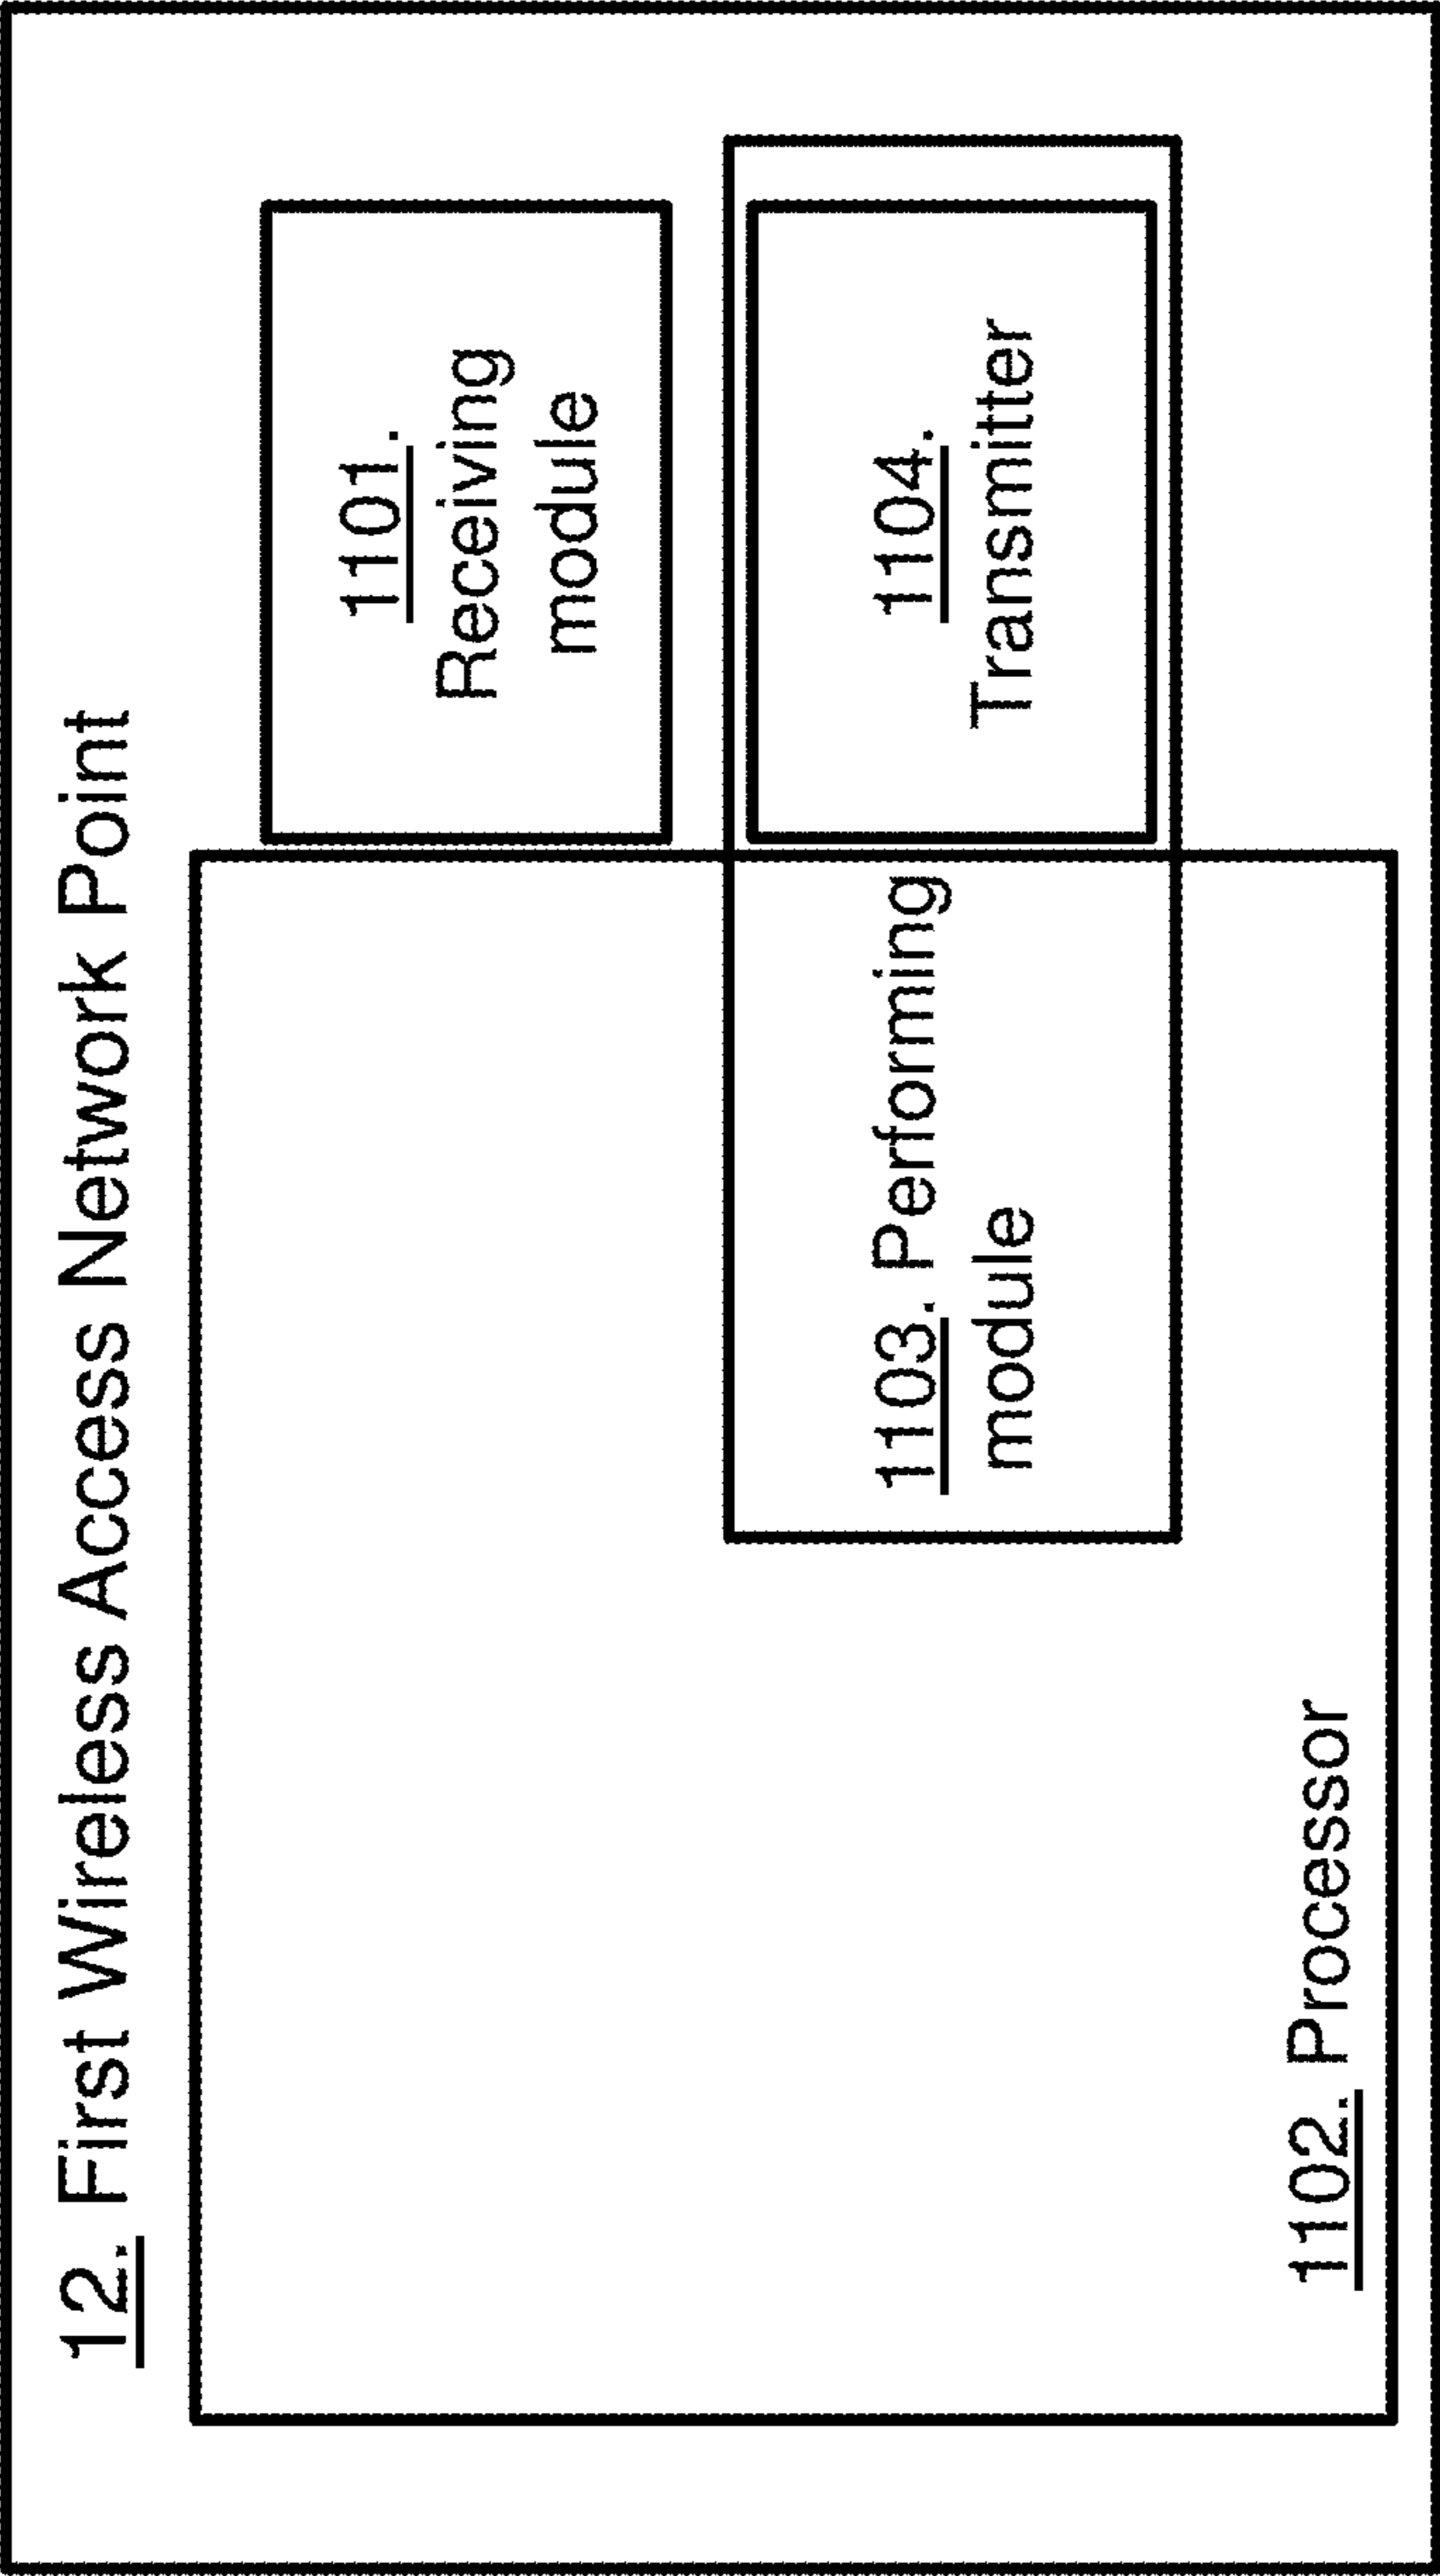 12. First Wireless Access Network Point
1101.
Receiving
module
1103. Performing
module
1104.
Transmitter
1102. Processor